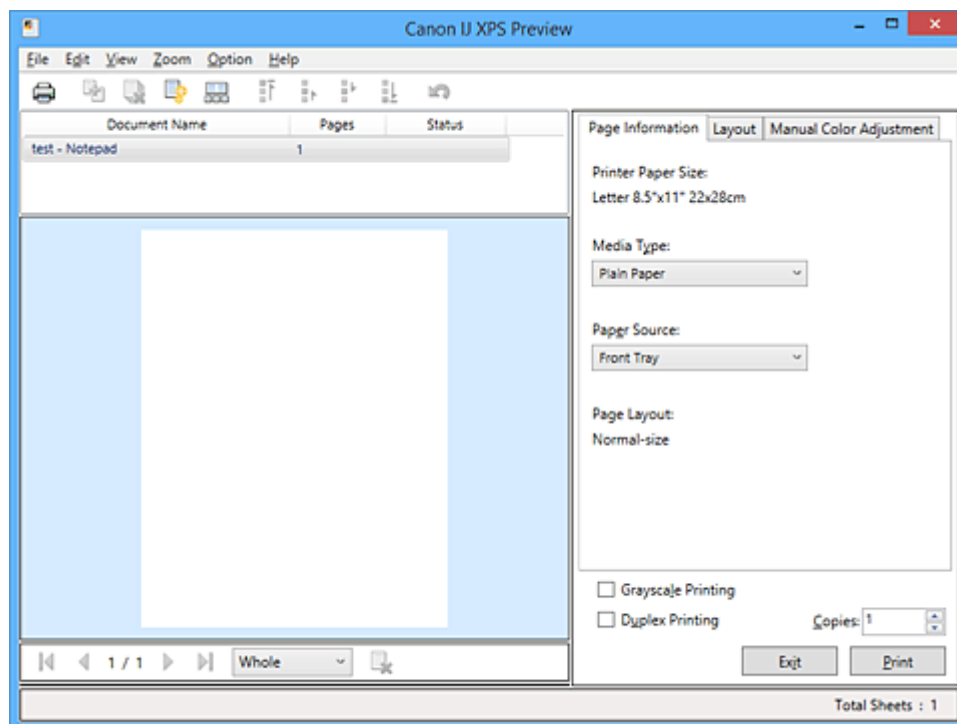 Canon IJ XPS Preview
File Edit View Zoom Option Help
Document Name Pages Status
test - Notepad 1
Page Information Layout Manual Color Adjustment
Printer Paper Size:
Letter 8.5"x11" 22x28cm
Media Type:
Plain Paper
Paper Source:
Front Tray
Page Layout:
Normal-size
Grayscale Printing
Duplex Printing Copies: 1
1 / 1 Whole
Exit Print
Total Sheets : 1